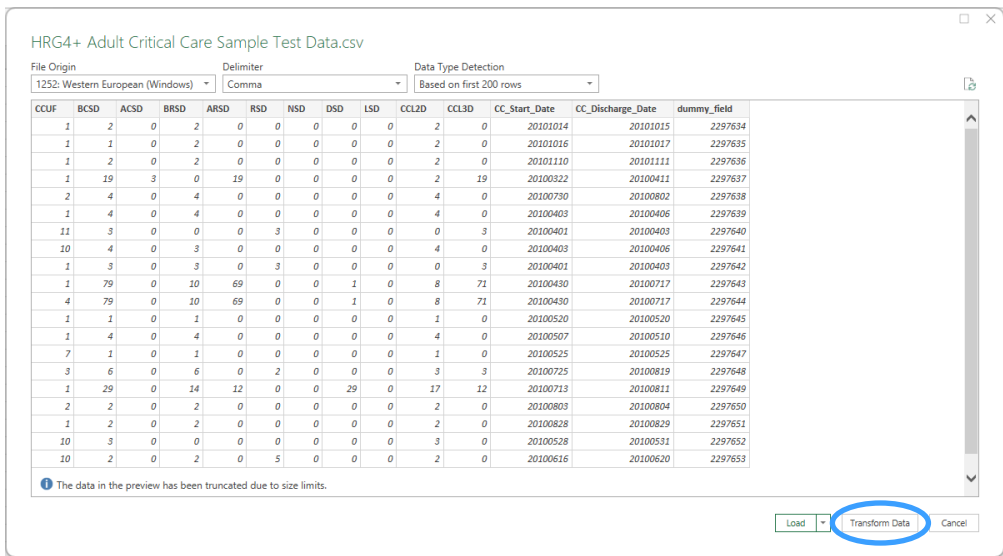 HRG4+ Adult Critical Care Sample Test Data.csv
File Origin Delimiter Data Type Detection
1252: Western European (Windows) Comma Based on first 200 rows
CCUF BCSD ACSD BRSD ARSD RSD NSD DSD LSD CCL2D CCL3D CC_Start_Date CC_Discharge_Date dummy_field
1 2 0 2 0 0 0 0 0 2 0 20101014 20101015 2297634
1 1 0 2 0 0 0 0 0 2 0 20101016 20101017 2297635
1 2 0 2 0 0 0 0 0 2 0 20101110 20101111 2297636
1 19 3 0 19 0 0 0 0 2 19 20100322 20100411 2297637
2 4 0 4 0 0 0 0 0 4 0 20100730 20100802 2297638
1 4 0 4 0 0 0 0 0 4 0 20100403 20100406 2297639
11 3 0 0 0 3 0 0 0 0 3 20100401 20100403 2297640
10 4 0 3 0 0 0 0 0 4 0 20100403 20100406 2297641
1 3 0 3 0 3 0 0 0 0 3 20100401 20100403 2297642
1 79 0 10 69 0 0 1 0 8 71 20100430 20100717 2297643
4 79 0 10 69 0 0 1 0 8 71 20100430 20100717 2297644
1 1 0 1 0 0 0 0 0 1 0 20100520 20100520 2297645
1 4 0 4 0 0 0 0 0 4 0 20100507 20100510 2297646
7 1 0 1 0 0 0 0 0 1 0 20100525 20100525 2297647
3 6 0 6 0 2 0 0 0 3 3 20100725 20100819 2297648
1 29 0 14 12 0 0 29 0 17 12 20100713 20100811 2297649
2 2 0 2 0 0 0 0 0 2 0 20100803 20100804 2297650
1 2 0 2 0 0 0 0 0 2 0 20100828 20100829 2297651
10 3 0 0 0 0 0 0 0 3 0 20100528 20100531 2297652
10 2 0 2 0 5 0 0 0 2 0 20100616 20100620 2297653
The data in the preview has been truncated due to size limits.
Load Transform Data Cancel